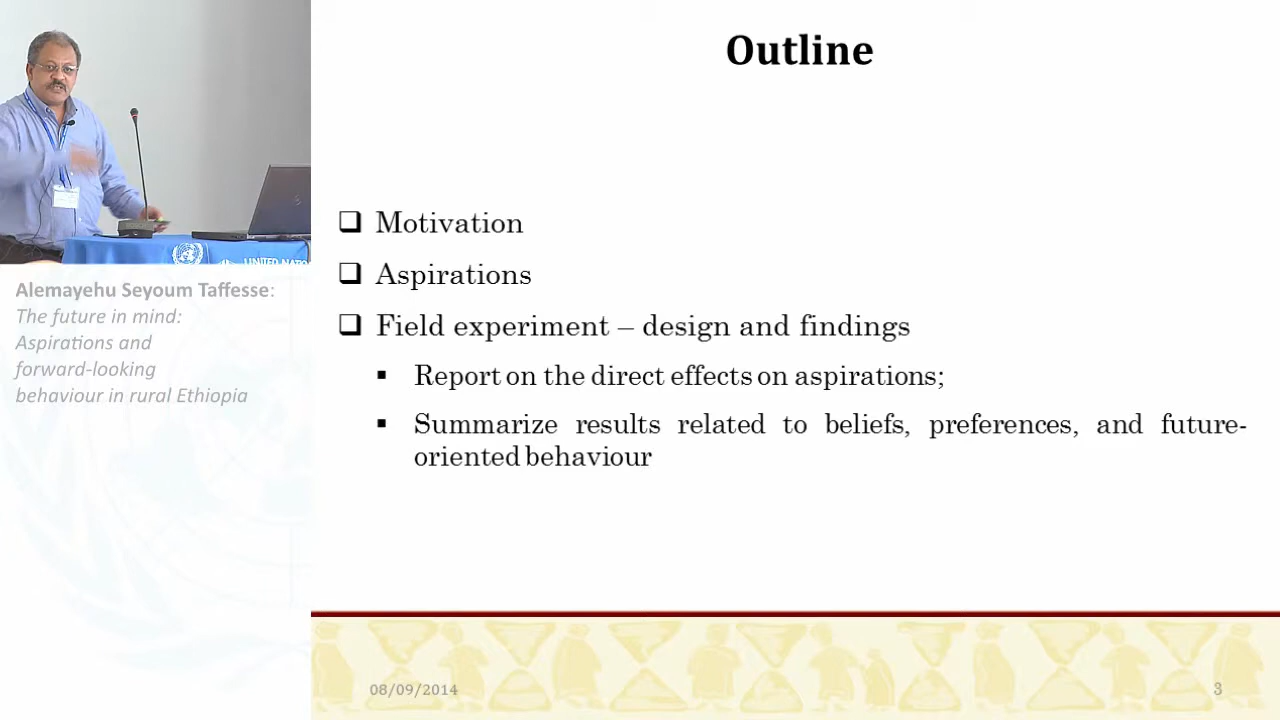 Outline
UNITED NATIO
Alemayehu Seyoum Taffesse:
The future in mind:
Aspirations and
forward-looking
behaviour in rural Ethiopia
Motivation
Aspirations
Field experiment – design and findings
Report on the direct effects on aspirations;
Summarize results related to beliefs, preferences, and future-
oriented behaviour
08/09/2014
3